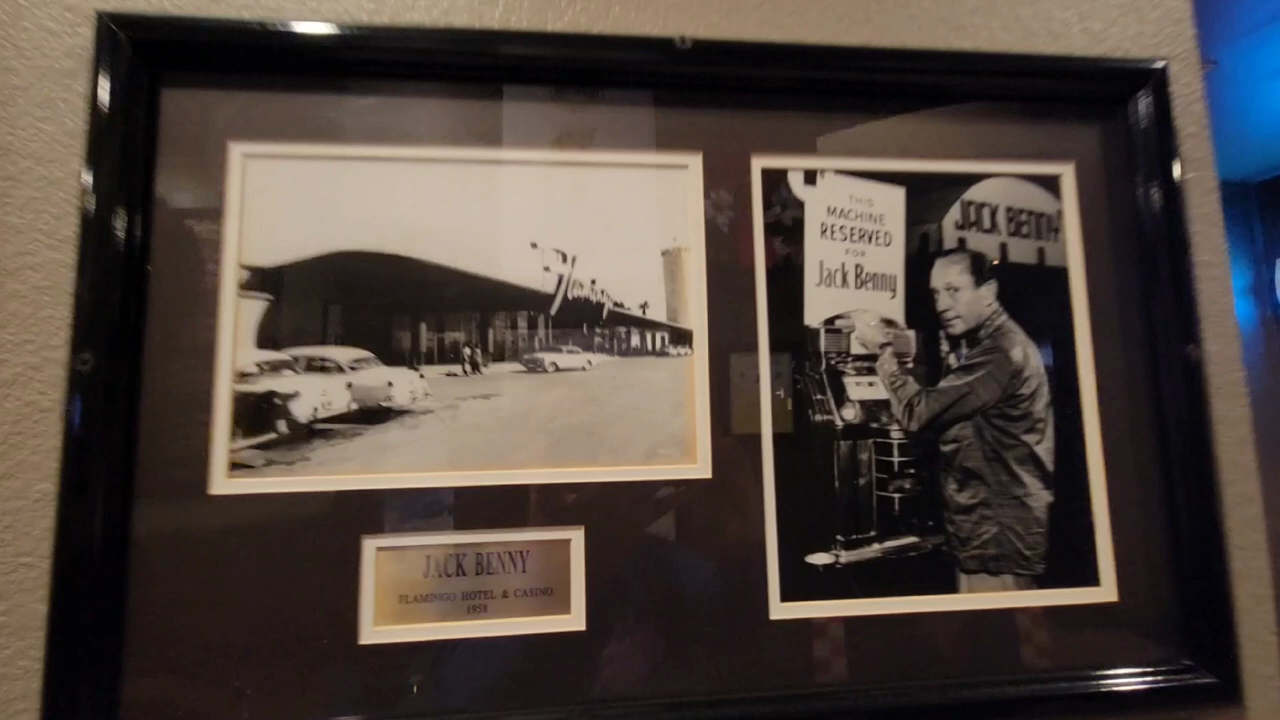 Flamingo
THIS
MACHINE
RESERVED
FOR
Jack Benny
JACK BENNY
JACK BENNY
FLAMINGO HOTEL & CASINO
1958